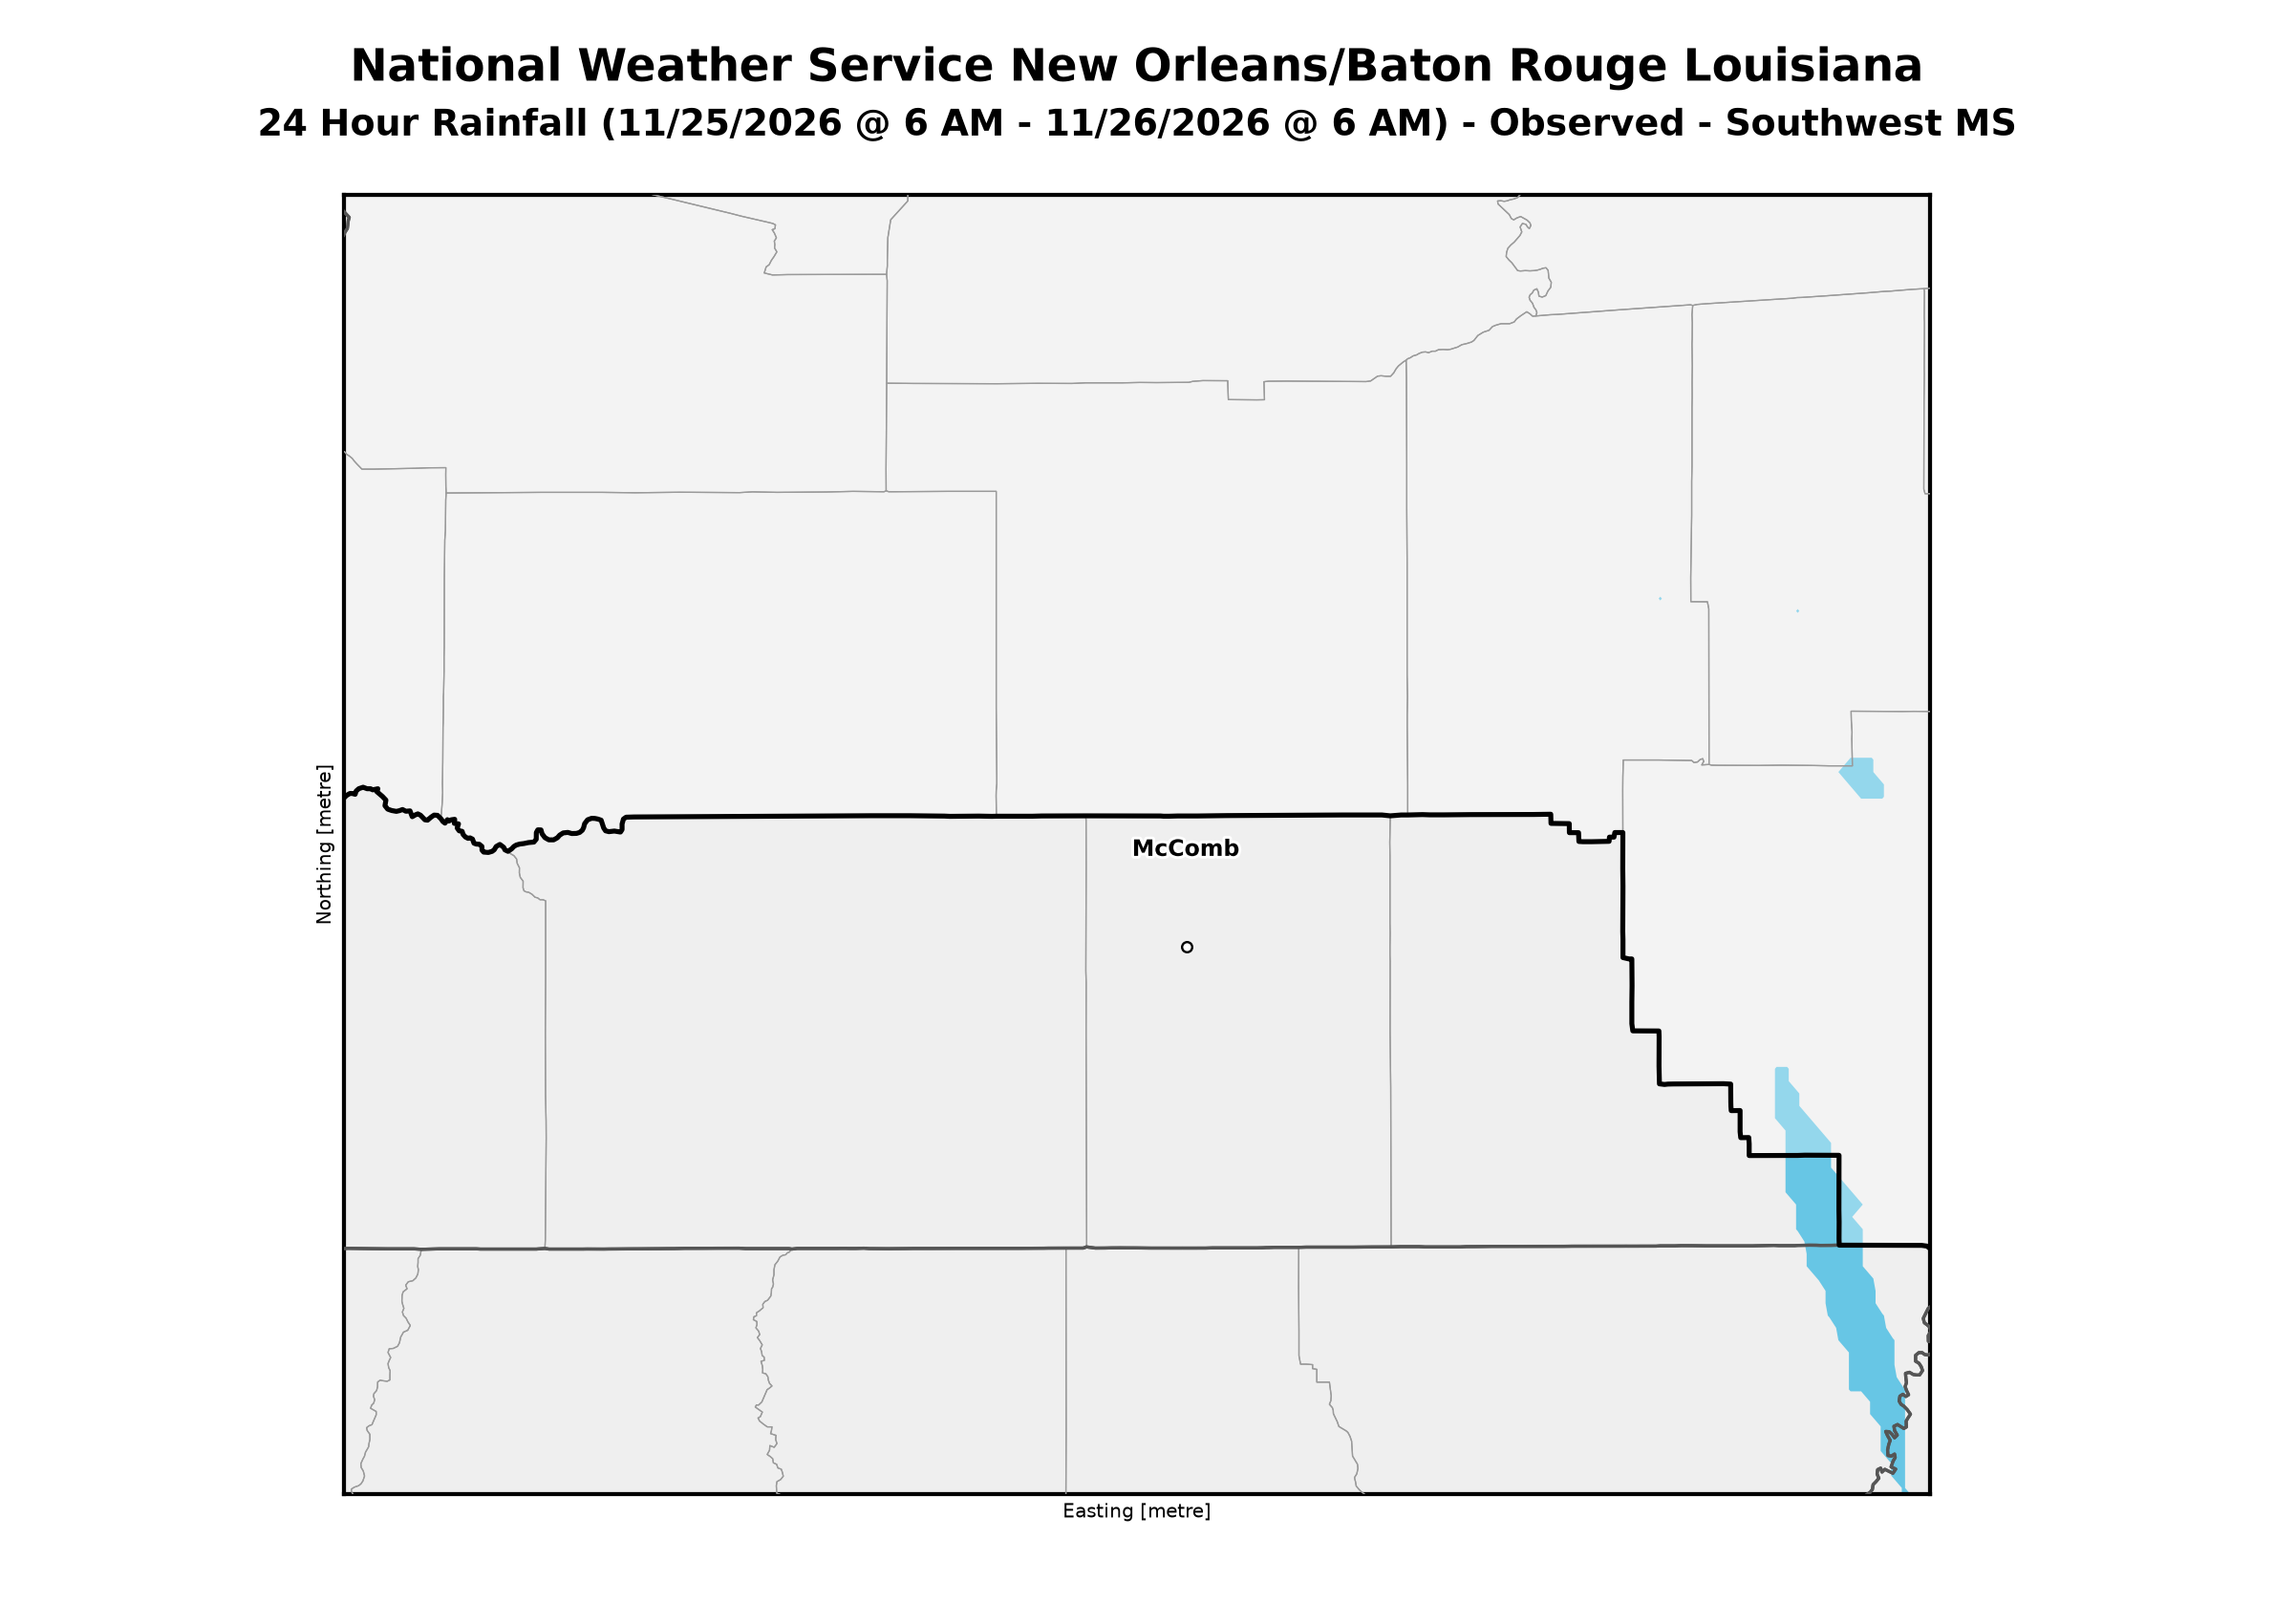 National Weather Service New Orleans/Baton Rouge Louisiana
24 Hour Rainfall (11/25/2026 @ 6 AM - 11/26/2026 @ 6 AM) - Observed - Southwest MS
McComb
Northing [metre]
Easting [metre]